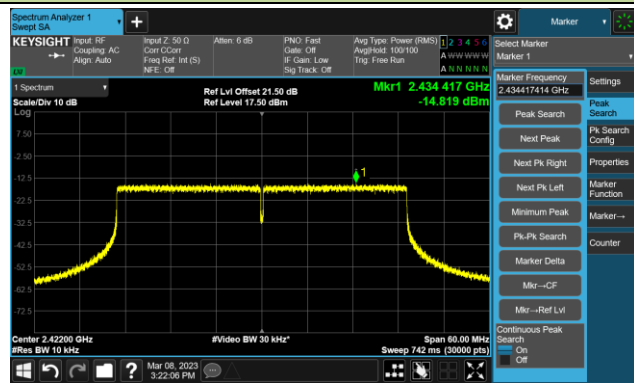 Spectrum Analyzer 1
Swept SA
Marker
KEYSIGHT
Input: RF
Coupling: AC
Align: Auto
Input Z: 50 Ω
Corr CCorr
Freq Ref: Int (S)
NFE: Off
Atten: 6 dB
PNO: Fast
Gate: Off
IF Gain: Low
Sig Track: Off
Avg Type: Power (RMS)
Avg|Hold: 100/100
Trig: Free Run
1 2 3 4 5 6
A W W W W W
A N N N N N
LXI
Select Marker
Marker 1
1 Spectrum
Scale/Div 10 dB
Log
Ref Lvl Offset 21.50 dB
Ref Level 17.50 dBm
Mkr1 2.434 417 GHz
-14.819 dBm
7.50
-2.50
-12.5
-22.5
-32.5
-42.5
-52.5
-62.5
-72.5
1
Center 2.42200 GHz
#Res BW 10 kHz
#Video BW 30 kHz*
Span 60.00 MHz
Sweep 742 ms (30000 pts)
Marker Frequency
2.434417414 GHz
Peak Search
Next Peak
Next Pk Right
Next Pk Left
Minimum Peak
Pk-Pk Search
Marker Delta
Mkr→CF
Mkr→Ref Lvl
Continuous Peak
Search
On
Off
Settings
Peak
Search
Pk Search
Config
Properties
Marker
Function
Marker→
Counter
?
Mar 08, 2023
3:22:06 PM